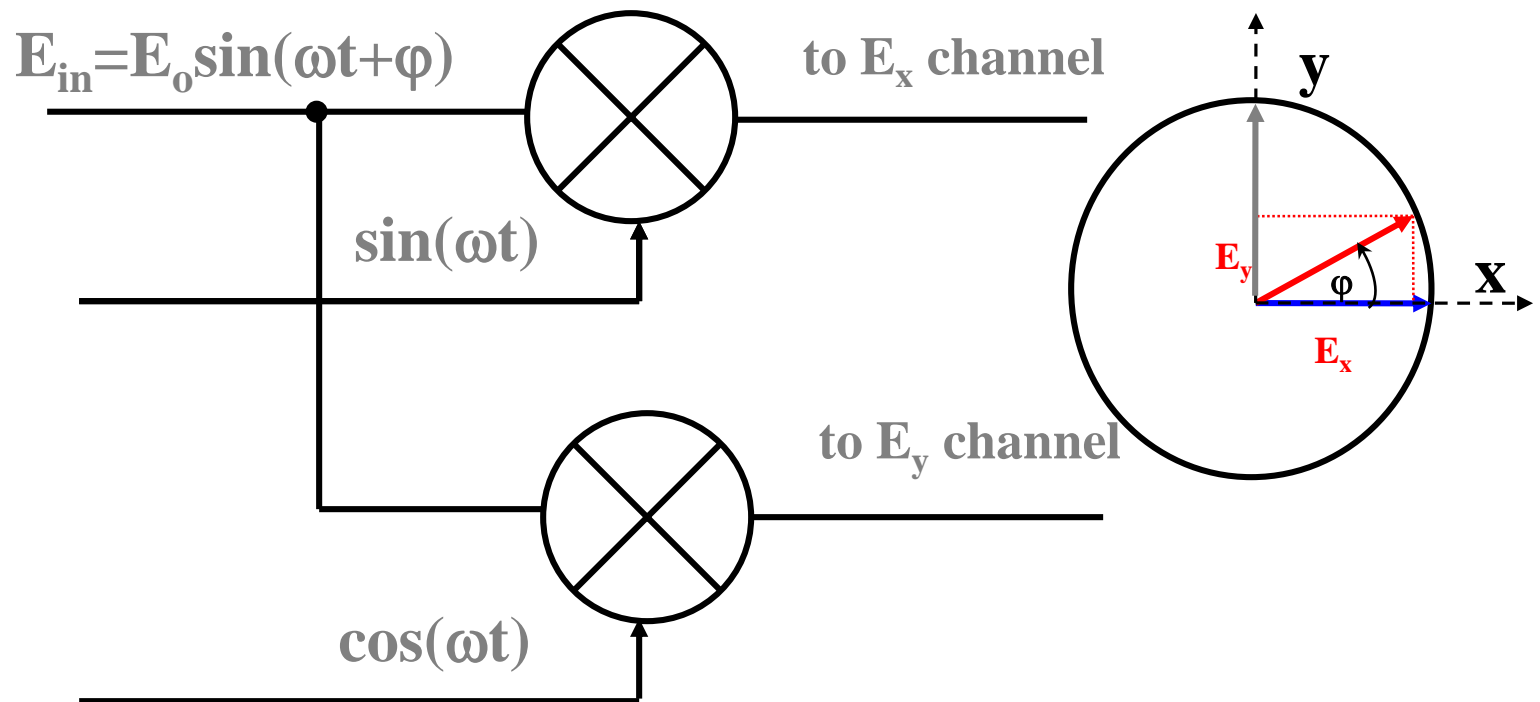 E_in=E_o sin(ωt+φ)
to E_x channel
sin(ωt)
to E_y channel
cos(ωt)
y
E_y
φ
x
E_x